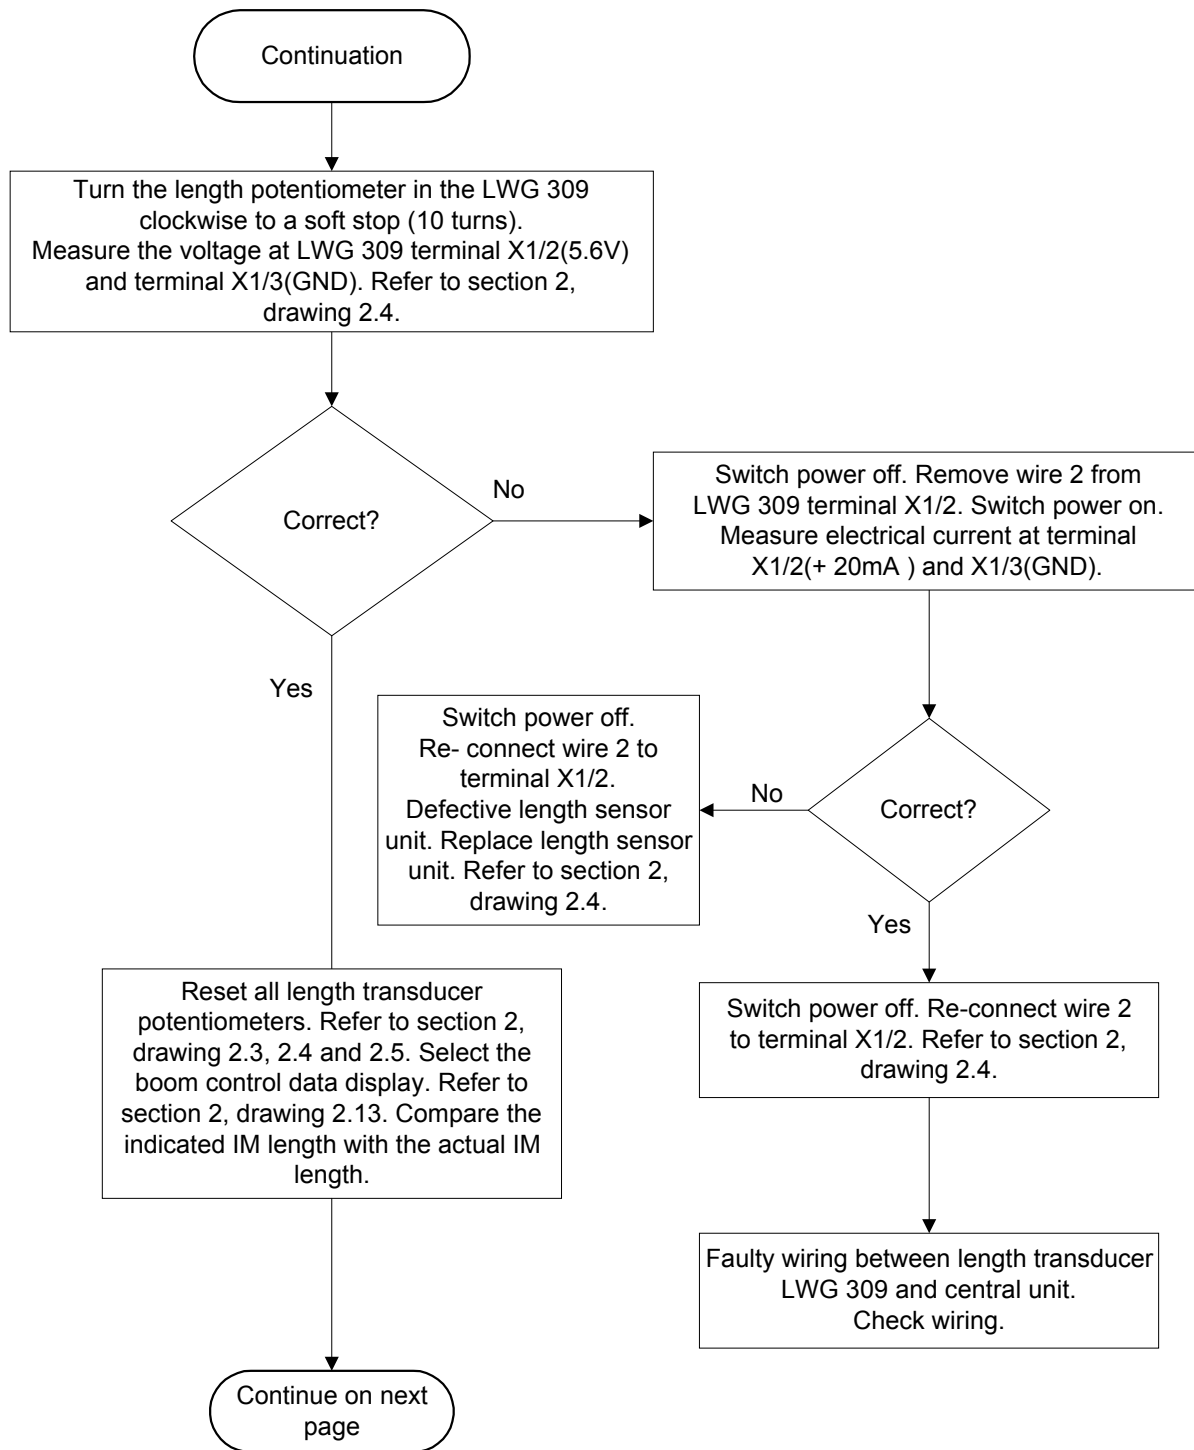 Continuation
Turn the length potentiometer in the LWG 309
clockwise to a soft stop (10 turns).
Measure the voltage at LWG 309 terminal X1/2(5.6V)
and terminal X1/3(GND). Refer to section 2,
drawing 2.4.
Correct?
No
Switch power off. Remove wire 2 from
LWG 309 terminal X1/2. Switch power on.
Measure electrical current at terminal
X1/2(+ 20mA ) and X1/3(GND).
Yes
Switch power off.
Re- connect wire 2 to
terminal X1/2.
Defective length sensor
unit. Replace length sensor
unit. Refer to section 2,
drawing 2.4.
No
Correct?
Yes
Reset all length transducer
potentiometers. Refer to section 2,
drawing 2.3, 2.4 and 2.5. Select the
boom control data display. Refer to
section 2, drawing 2.13. Compare the
indicated IM length with the actual IM
length.
Switch power off. Re-connect wire 2
to terminal X1/2. Refer to section 2,
drawing 2.4.
Faulty wiring between length transducer
LWG 309 and central unit.
Check wiring.
Continue on next
page